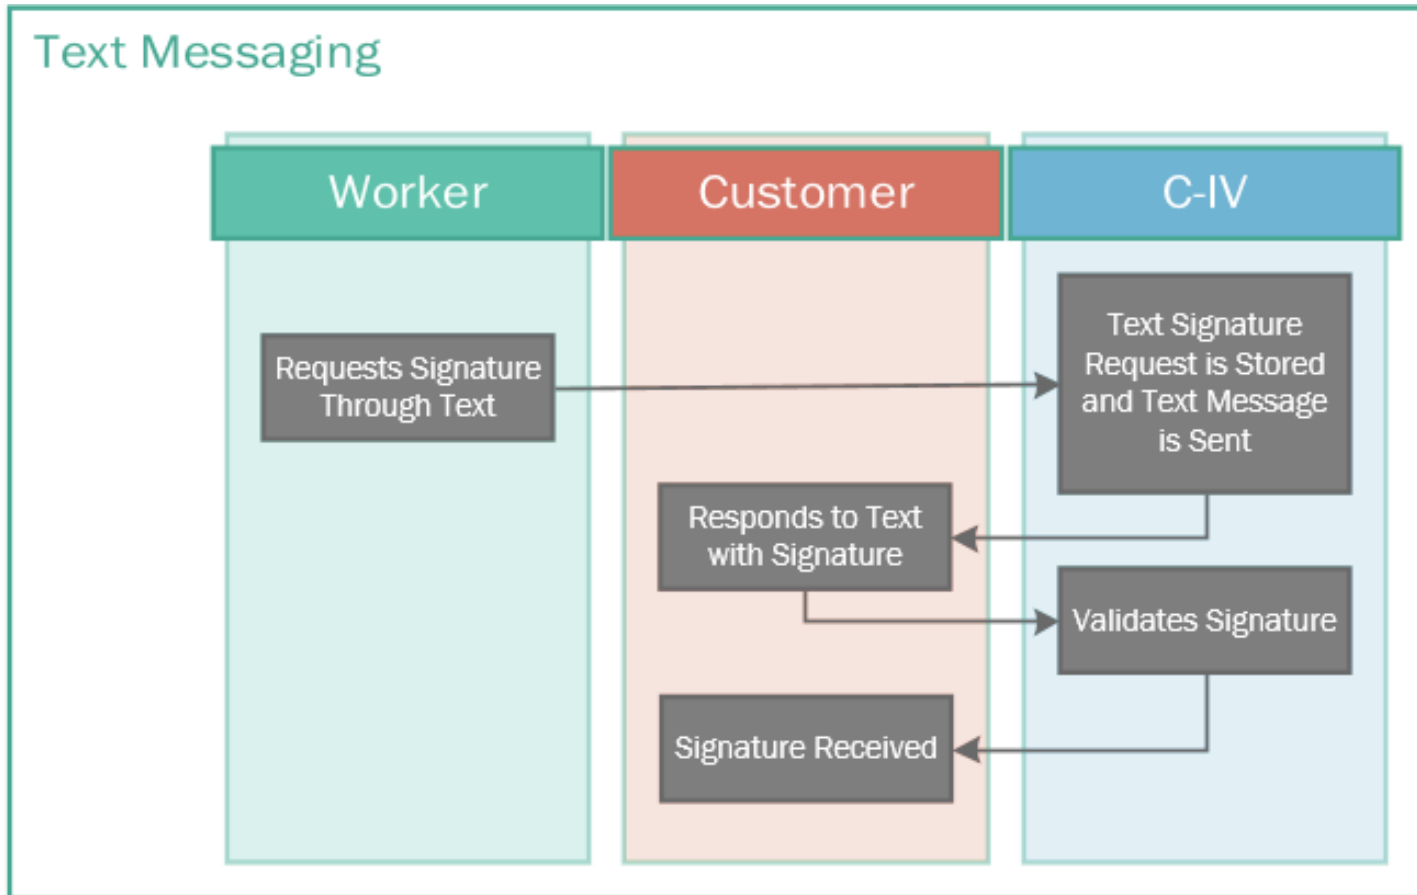 Text Messaging
Worker
Customer
C-IV
Requests Signature
Through Text
Text Signature
Request is Stored
and Text Message
is Sent
Responds to Text
with Signature
Validates Signature
Signature Received